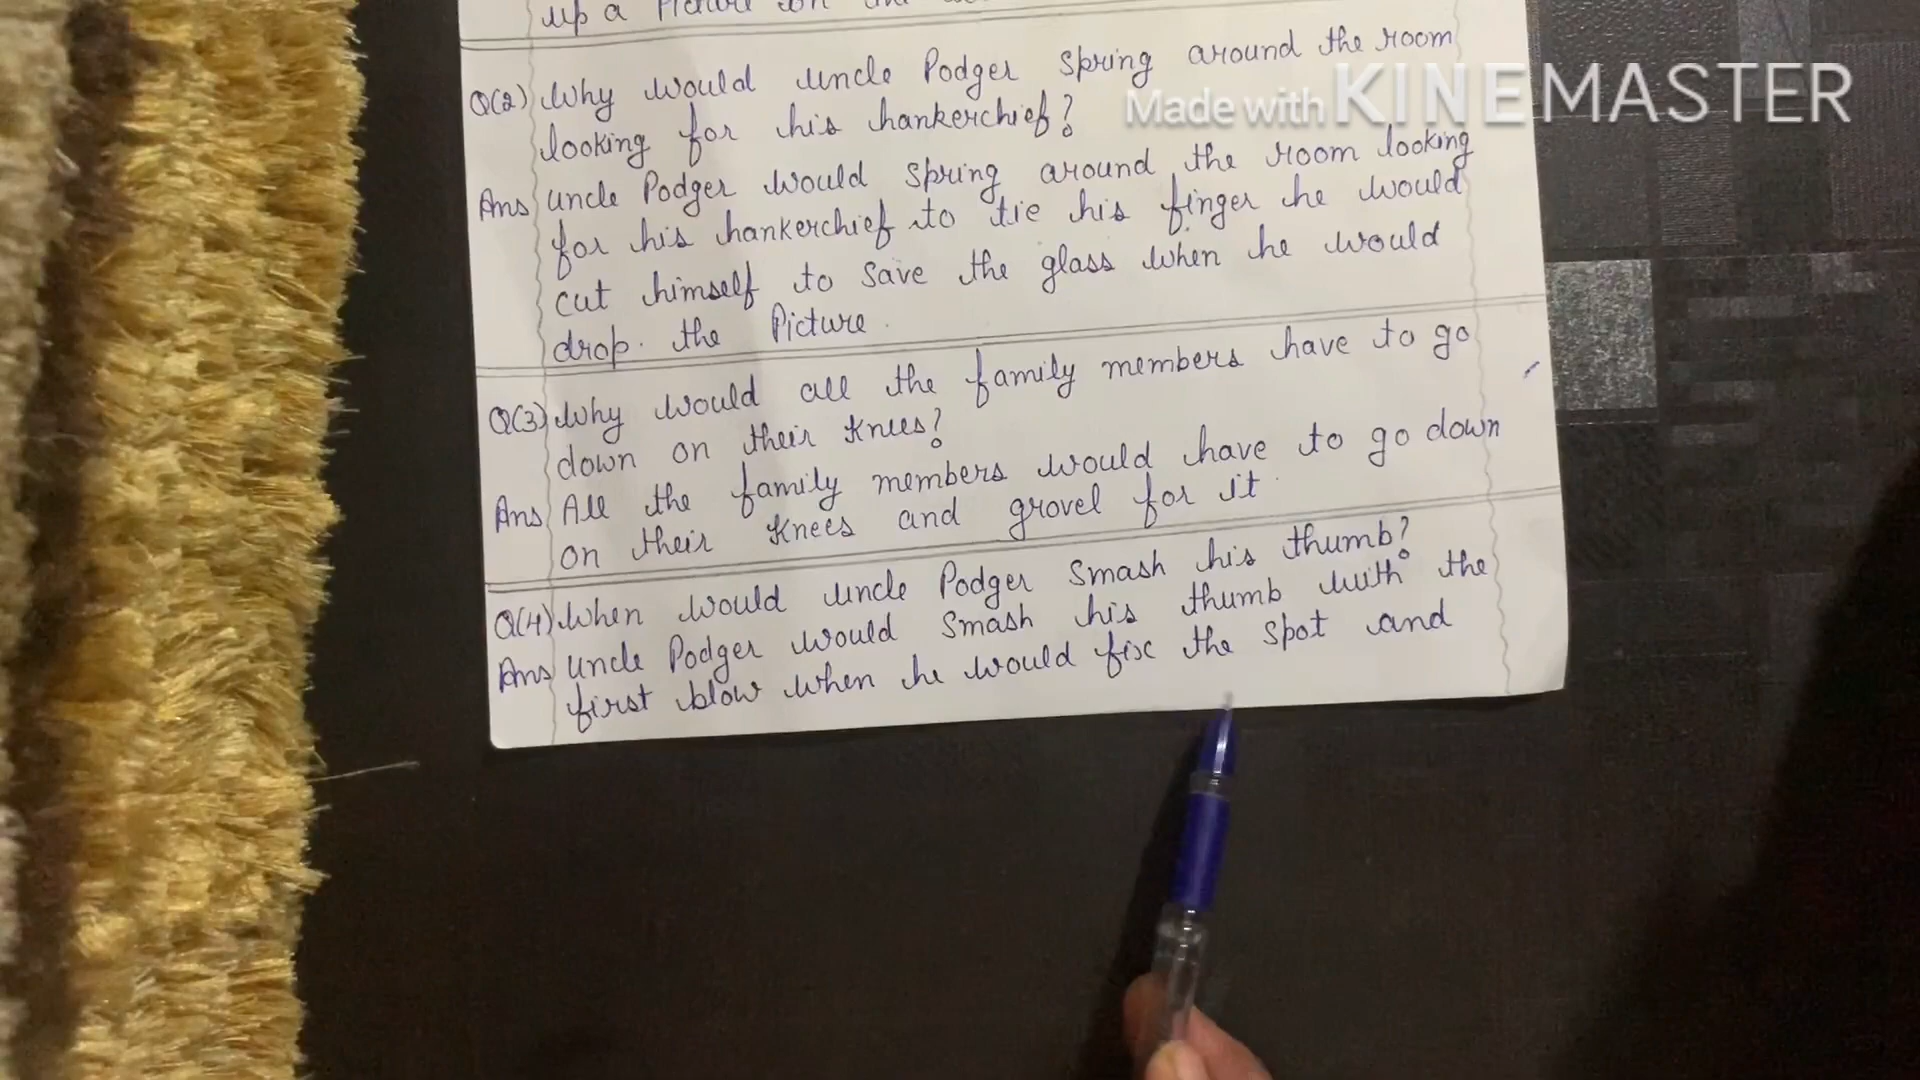 up a Picture on the
Q(2) Why would uncle Podger spring around the room
looking for his hankerchief?
Ans Uncle Podger would spring around the room looking
for his hankerchief to tie his finger he would
cut himself to save the glass when he would
drop. the Picture.
Q(3) Why would all the family members have to go
down on their knees?
Ans All the family members would have to go down
on their knees and grovel for it.
Q(4) When would uncle Podger smash his thumb?
Ans Uncle Podger would smash his thumb with the
first blow when he would fix the spot and
Made with KINEMASTER